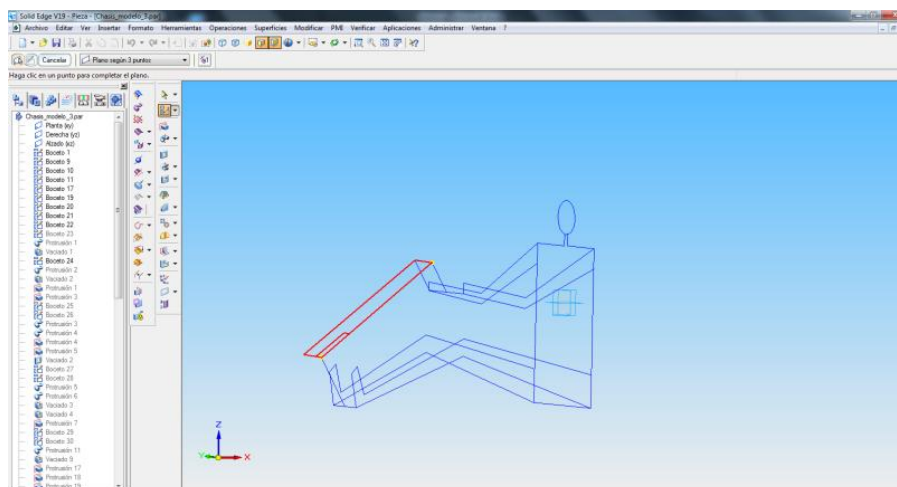 Solid Edge V19 - Pieza - [Chasis_modelo_3.par]
Archivo Editar Ver Insertar Formato Herramientas Operaciones Superficies Modificar PMI Verificar Aplicaciones Administrar Ventana ?
Cancelar Plano según 3 puntos
Haga clic en un punto para completar el plano.
Chasis_modelo_3.par
Planta (xy)
Derecha (yz)
Alzado (xz)
Boceto 1
Boceto 9
Boceto 10
Boceto 11
Boceto 17
Boceto 19
Boceto 20
Boceto 21
Boceto 22
Boceto 23
Protrusión 1
Vaciado 1
Boceto 24
Protrusión 2
Vaciado 2
Protrusión 1
Protrusión 3
Boceto 25
Boceto 26
Protrusión 3
Protrusión 4
Protrusión 4
Protrusión 5
Vaciado 2
Boceto 27
Boceto 28
Protrusión 5
Protrusión 6
Vaciado 3
Vaciado 4
Protrusión 7
Boceto 29
Boceto 30
Protrusión 11
Vaciado 9
Protrusión 17
Protrusión 18
Protrusión 19
Z
Y
X